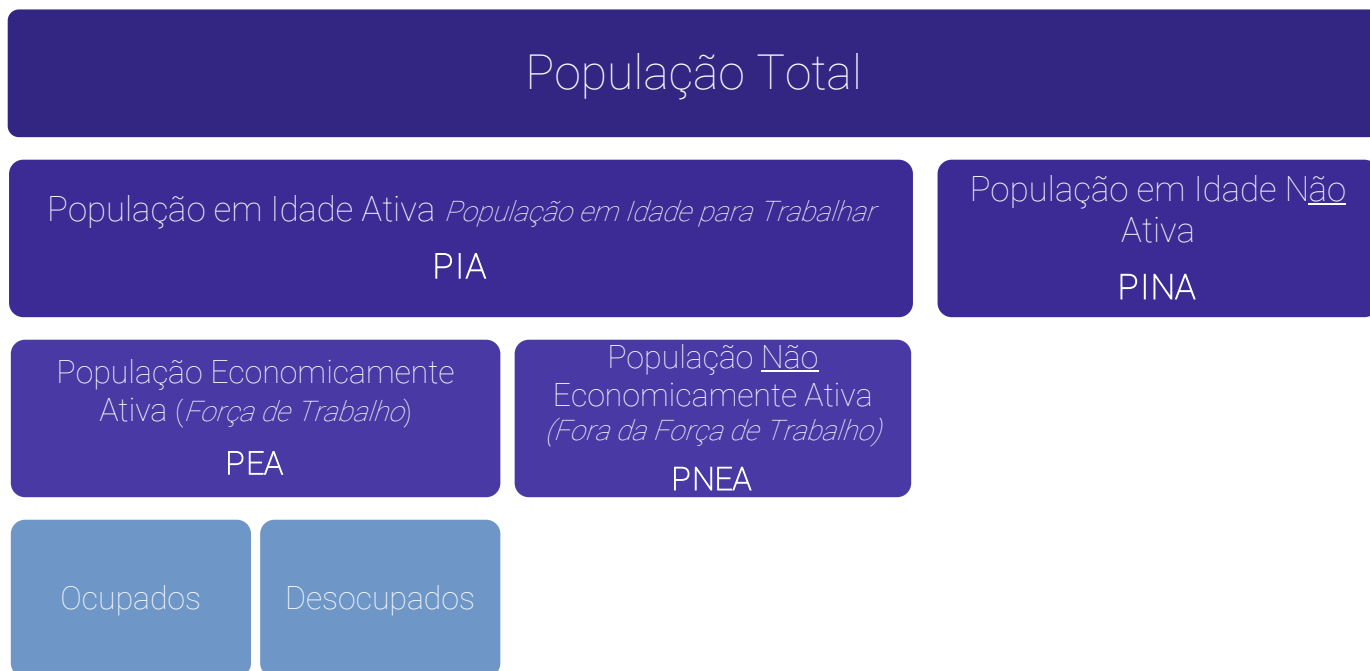 População Total
População em Idade Ativa População em Idade para Trabalhar
PIA
População em Idade Não
Ativa
PINA
População Economicamente
Ativa (Força de Trabalho)
PEA
População Não
Economicamente Ativa
(Fora da Força de Trabalho)
PNEA
Ocupados
Desocupados